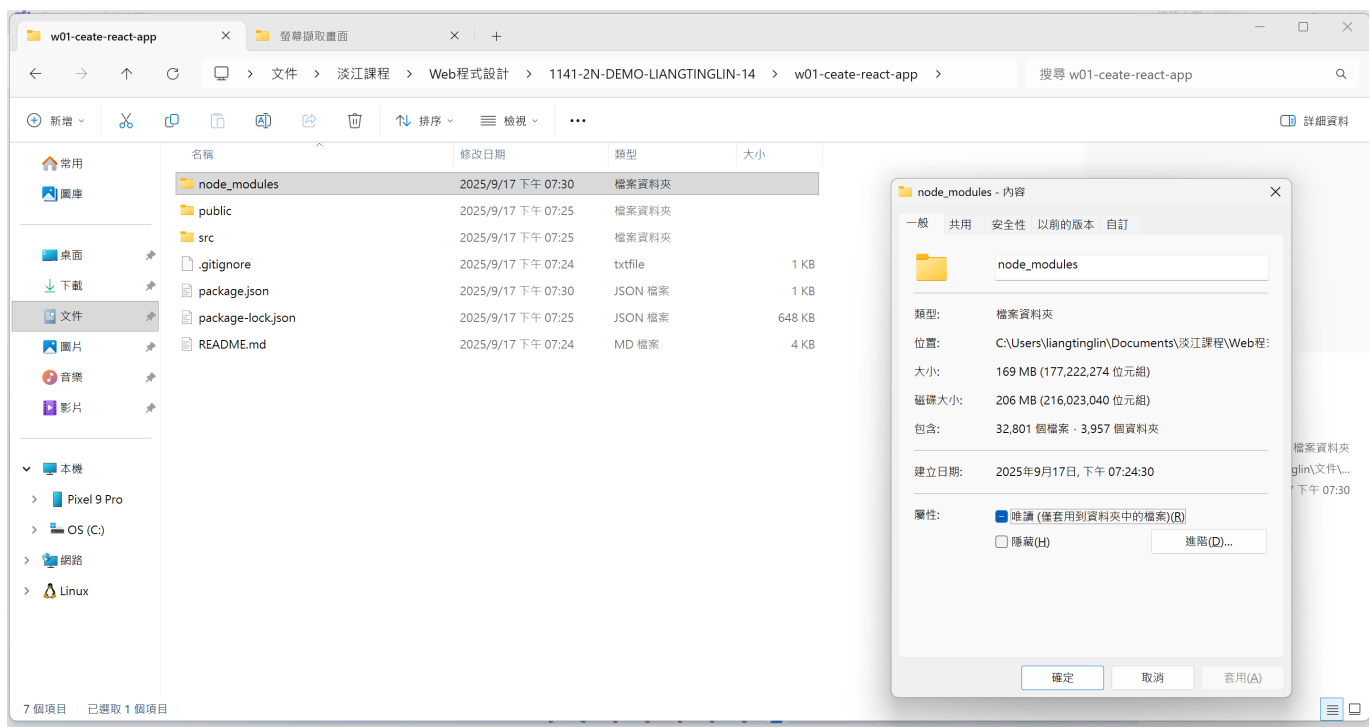 w01-ceate-react-app
螢幕擷取畫面
文件 淡江課程 Web程式設計 1141-2N-DEMO-LIANGTINGLIN-14 w01-ceate-react-app
搜尋 w01-ceate-react-app
新增 排序 檢視 詳細資料
常用
圖庫
桌面
下載
文件
圖片
音樂
影片
本機
Pixel 9 Pro
OS (C:)
網路
Linux
名稱 修改日期 類型 大小
node_modules 2025/9/17 下午 07:30 檔案資料夾
public 2025/9/17 下午 07:25 檔案資料夾
src 2025/9/17 下午 07:25 檔案資料夾
.gitignore 2025/9/17 下午 07:24 txtfile 1 KB
package.json 2025/9/17 下午 07:30 JSON 檔案 1 KB
package-lock.json 2025/9/17 下午 07:25 JSON 檔案 648 KB
README.md 2025/9/17 下午 07:24 MD 檔案 4 KB
node_modules - 內容
一般 共用 安全性 以前的版本 自訂
node_modules
類型: 檔案資料夾
位置: C:\Users\liangtinglin\Documents\淡江課程\Web程
大小: 169 MB (177,222,274 位元組)
磁碟大小: 206 MB (216,023,040 位元組)
包含: 32,801 個檔案，3,957 個資料夾
建立日期: 2025年9月17日, 下午 07:24:30
屬性: 唯讀 (僅套用到資料夾中的檔案)(R)
隱藏(H)
進階(D)...
確定 取消 套用(A)
檔案資料夾
glin\文件\...
下午 07:30
7 個項目 已選取 1 個項目